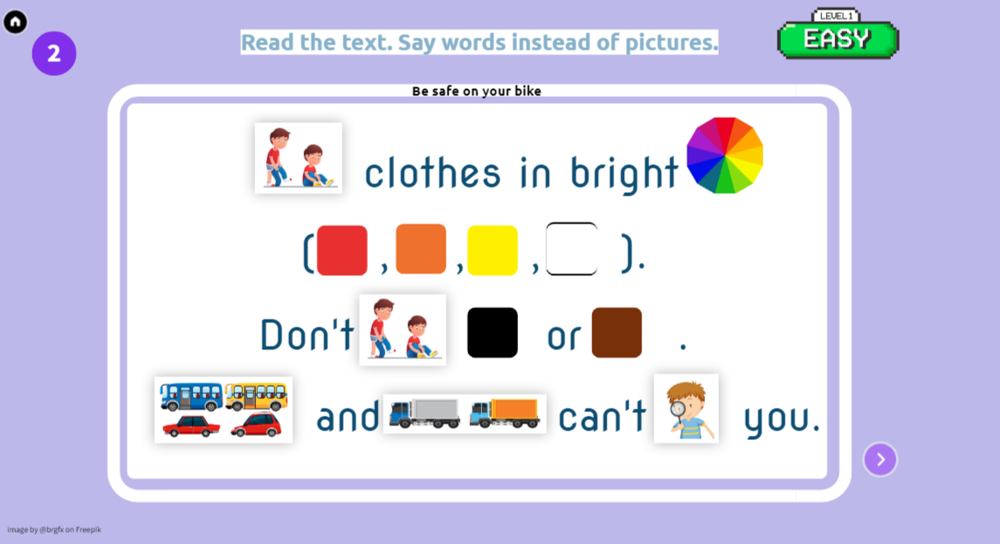 LEVEL 1
EASY
2
Read the text. Say words instead of pictures.
Be safe on your bike
clothes in bright
( , , , ).
Don't or .
and can't you.
image by @brgfx on Freepik